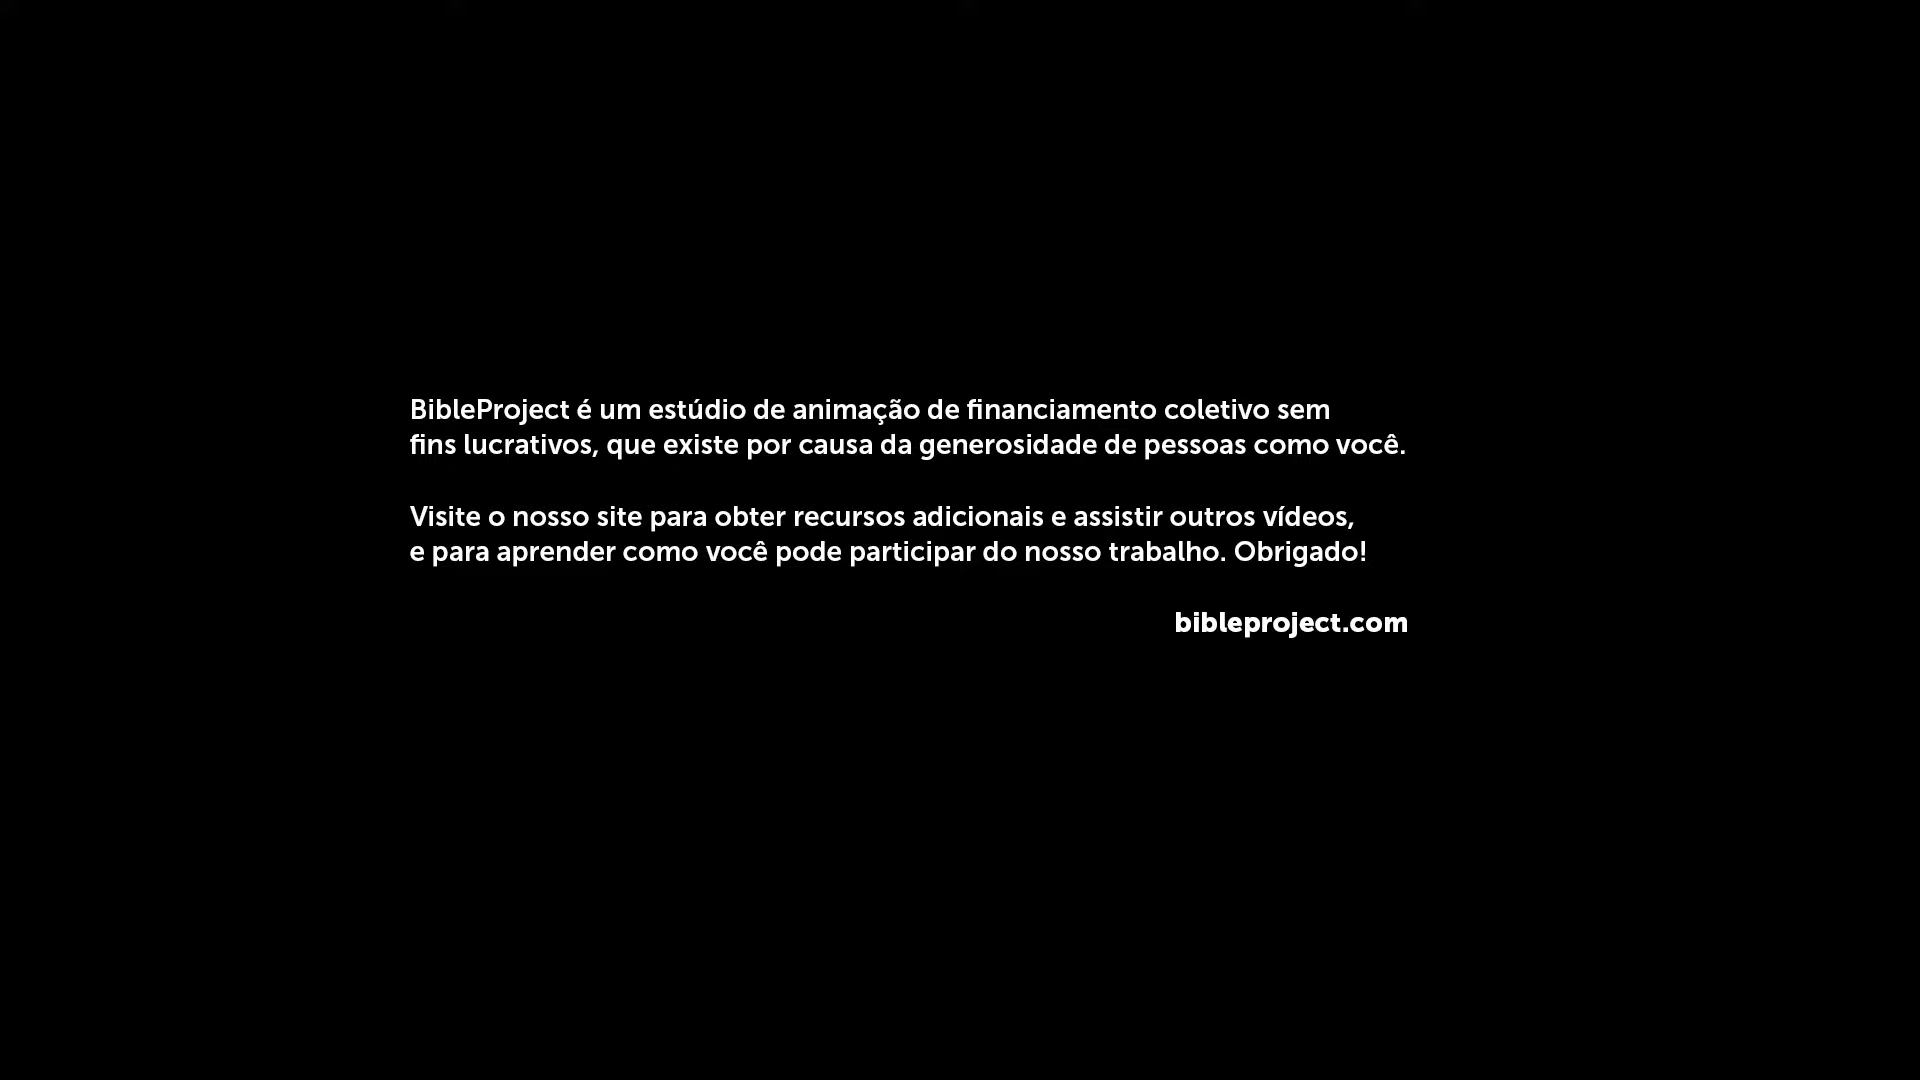 BibleProject é um estúdio de animação de financiamento coletivo sem
fins lucrativos, que existe por causa da generosidade de pessoas como você.
Visite o nosso site para obter recursos adicionais e assistir outros vídeos,
e para aprender como você pode participar do nosso trabalho. Obrigado!
bibleproject.com